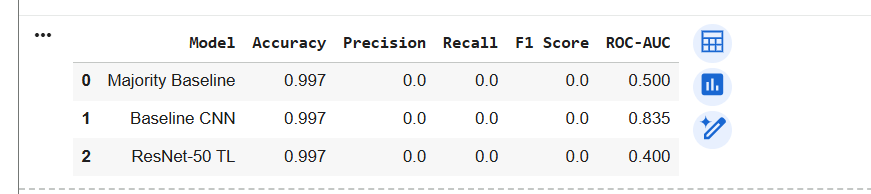 Model Accuracy Precision Recall F1 Score ROC-AUC
0 Majority Baseline 0.997 0.0 0.0 0.0 0.500
1 Baseline CNN 0.997 0.0 0.0 0.0 0.835
2 ResNet-50 TL 0.997 0.0 0.0 0.0 0.400